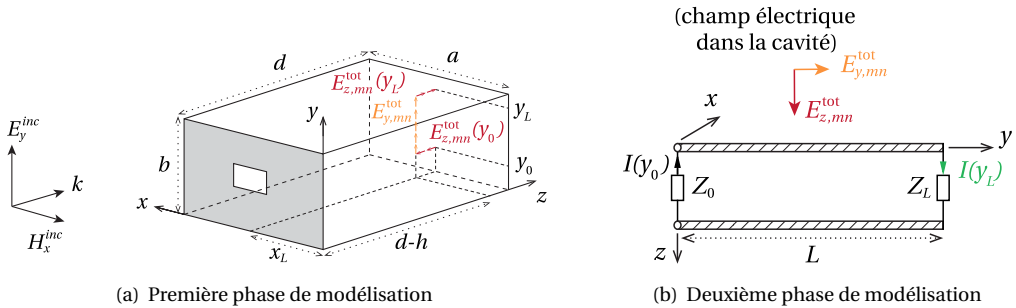 (champ électrique
dans la cavité)
E_{y,mn}^{tot}
E_{z,mn}^{tot}
d
a
E_{z,mn}^{tot}(y_L)
E_{y,mn}^{tot}
E_{z,mn}^{tot}(y_0)
y
y_L
y_0
z
E_y^{inc}
k
H_x^{inc}
b
x
x_L
d-h
x
y
I(y_0)
Z_0
Z_L
I(y_L)
z
L
(a) Première phase de modélisation
(b) Deuxième phase de modélisation